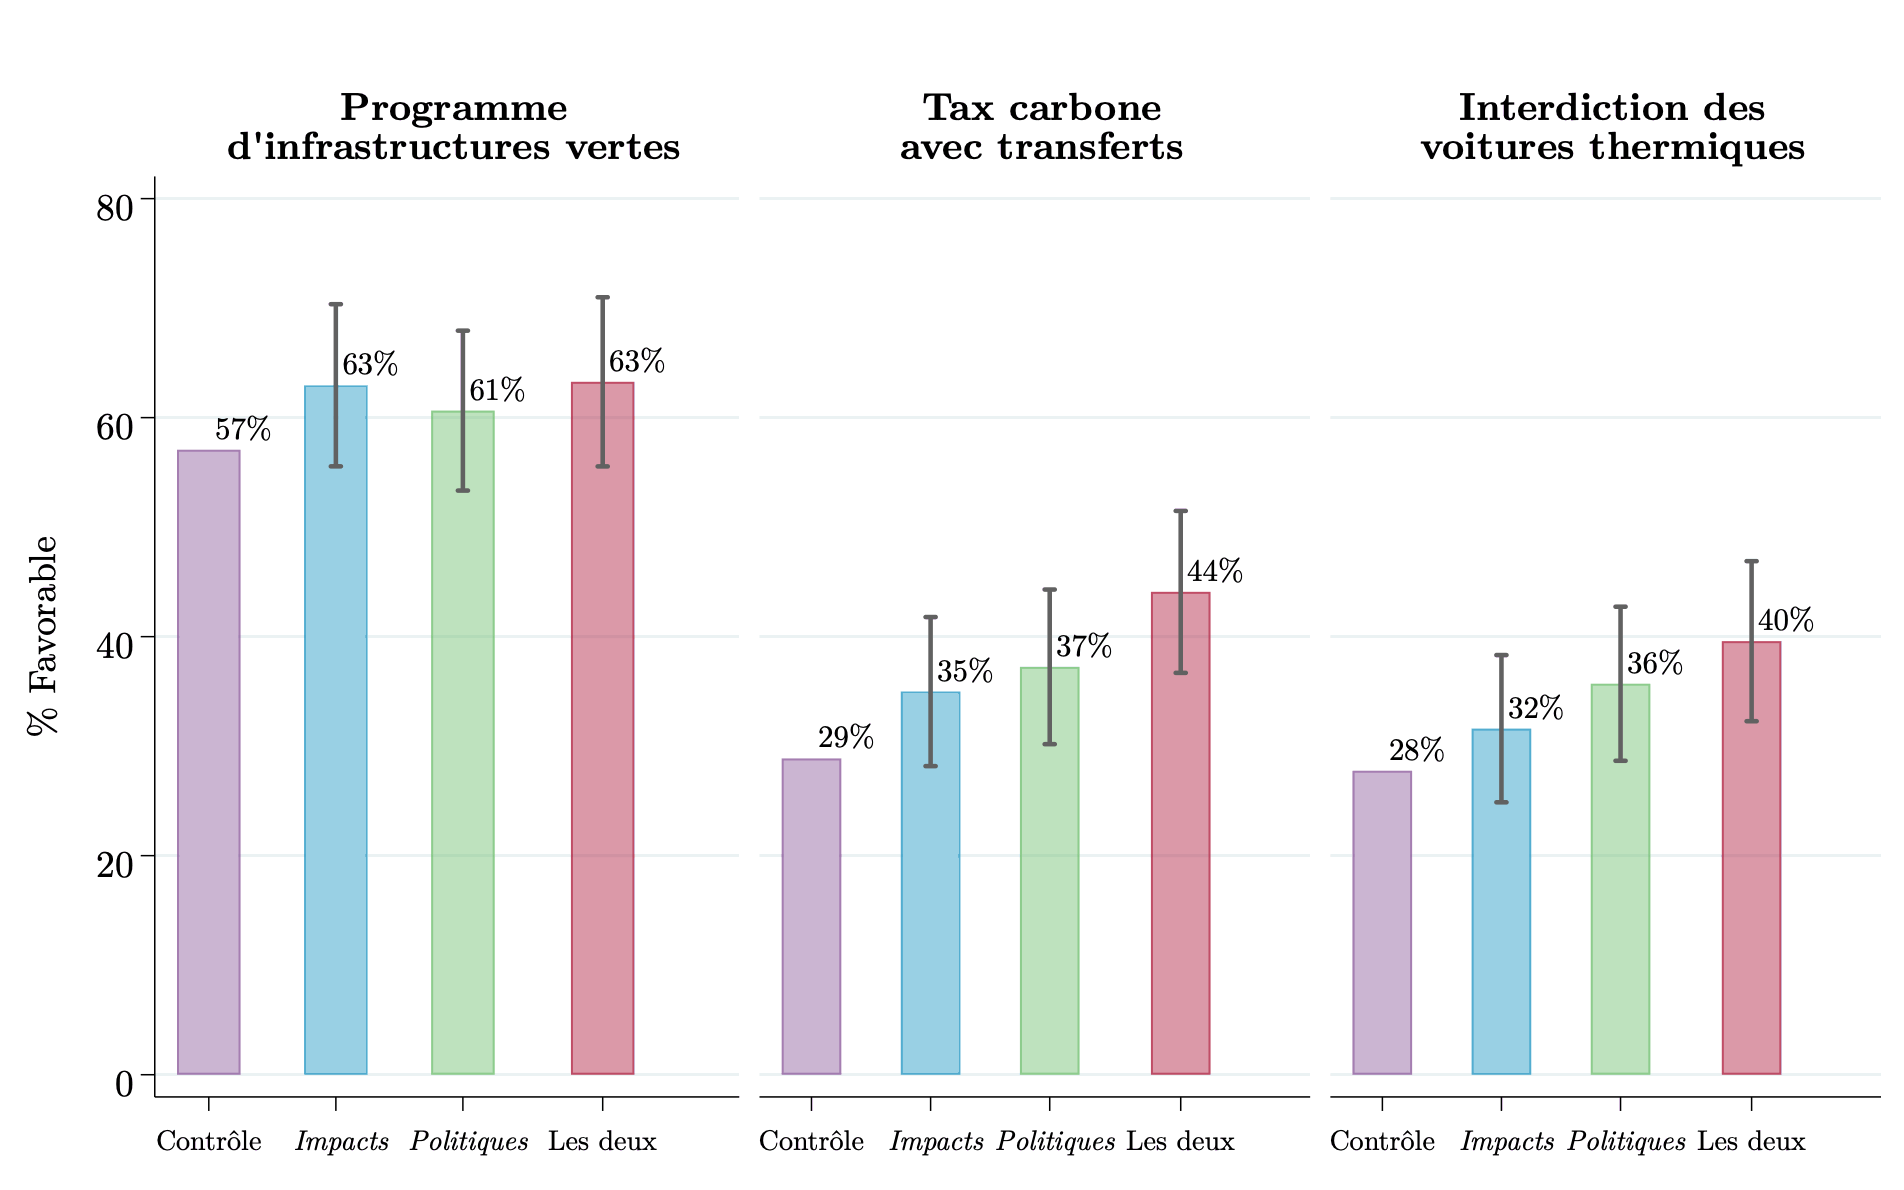 Programme
d'infrastructures vertes
Tax carbone
avec transferts
Interdiction des
voitures thermiques
% Favorable
80
60
40
20
0
57%
63%
61%
63%
29%
35%
37%
44%
28%
32%
36%
40%
Contrôle Impacts Politiques Les deux
Contrôle Impacts Politiques Les deux
Contrôle Impacts Politiques Les deux